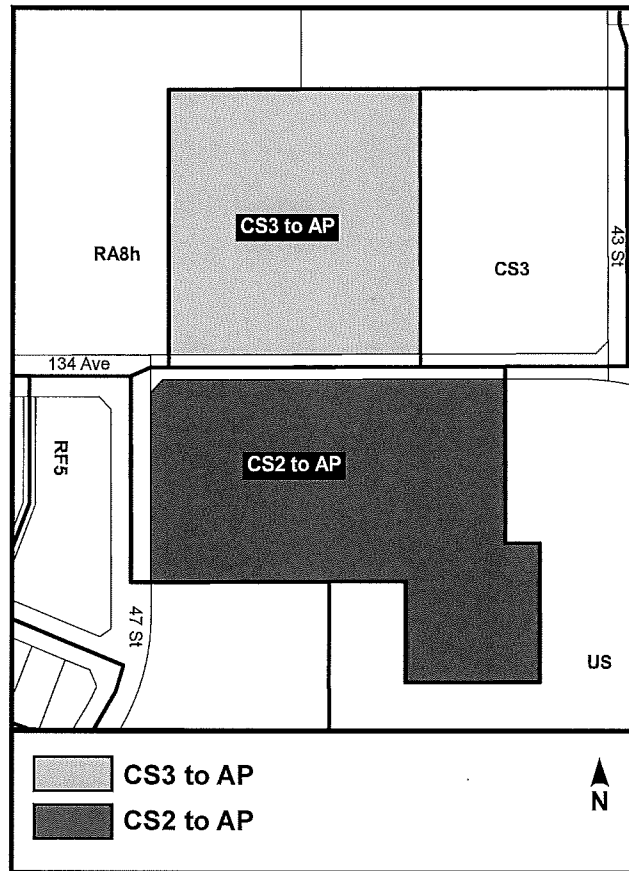 CS3 to AP
43 St
RA8h
CS3
134 Ave
RF5
CS2 to AP
47 St
US
CS3 to AP
CS2 to AP
N